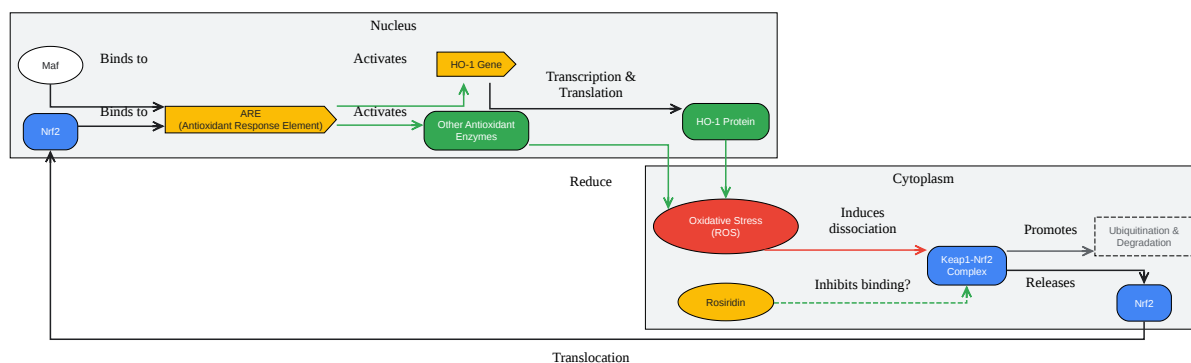 Nucleus
Maf
Binds to
Activates
HO-1 Gene
Transcription &
Translation
Nrf2
Binds to
ARE
(Antioxidant Response Element)
Activates
Other Antioxidant
Enzymes
HO-1 Protein
Reduce
Cytoplasm
Oxidative Stress
(ROS)
Induces
dissociation
Keap1-Nrf2
Complex
Promotes
Ubiquitination &
Degradation
Rosiridin
Inhibits binding?
Releases
Nrf2
Translocation